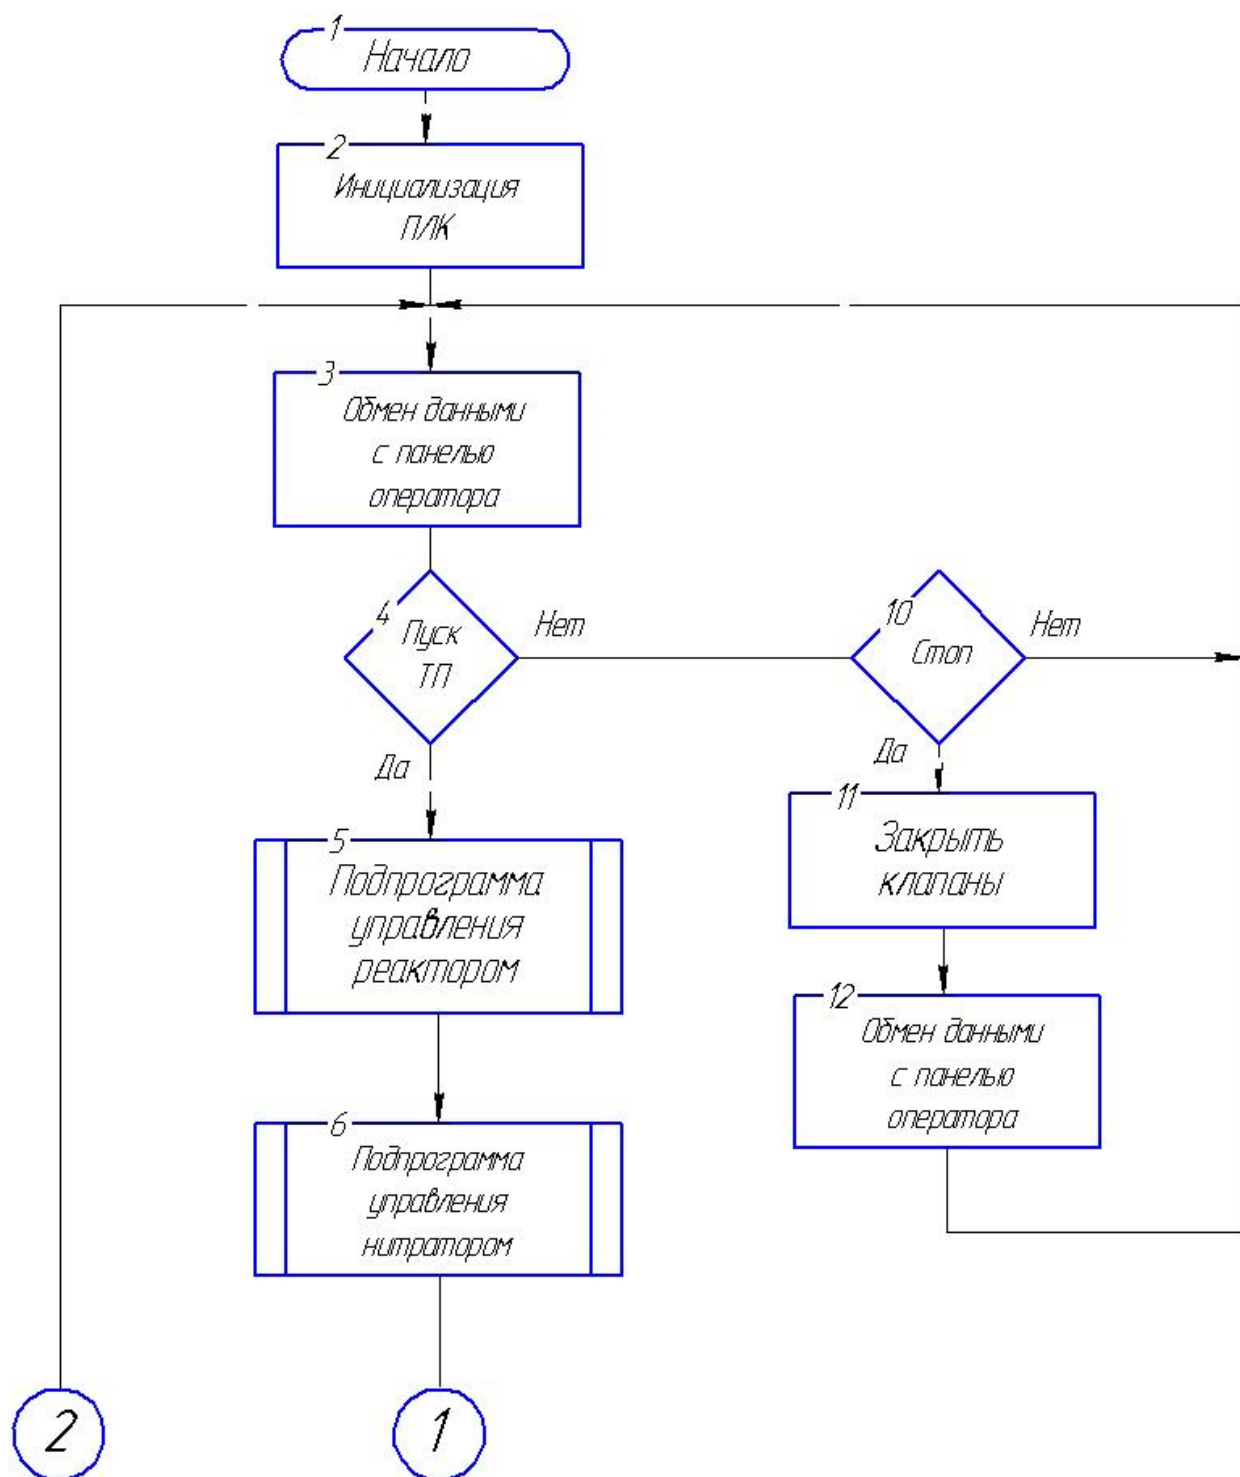 1
Начало
2
Инициализация
ПЛК
3
Обмен данными
с панелью
оператора
4
Пуск
ТП
Нет
Да
10
Стоп
Нет
Да
5
Подпрограмма
управления
реактором
11
Закрыть
клапаны
6
Подпрограмма
управления
нитратором
12
Обмен данными
с панелью
оператора
2
1